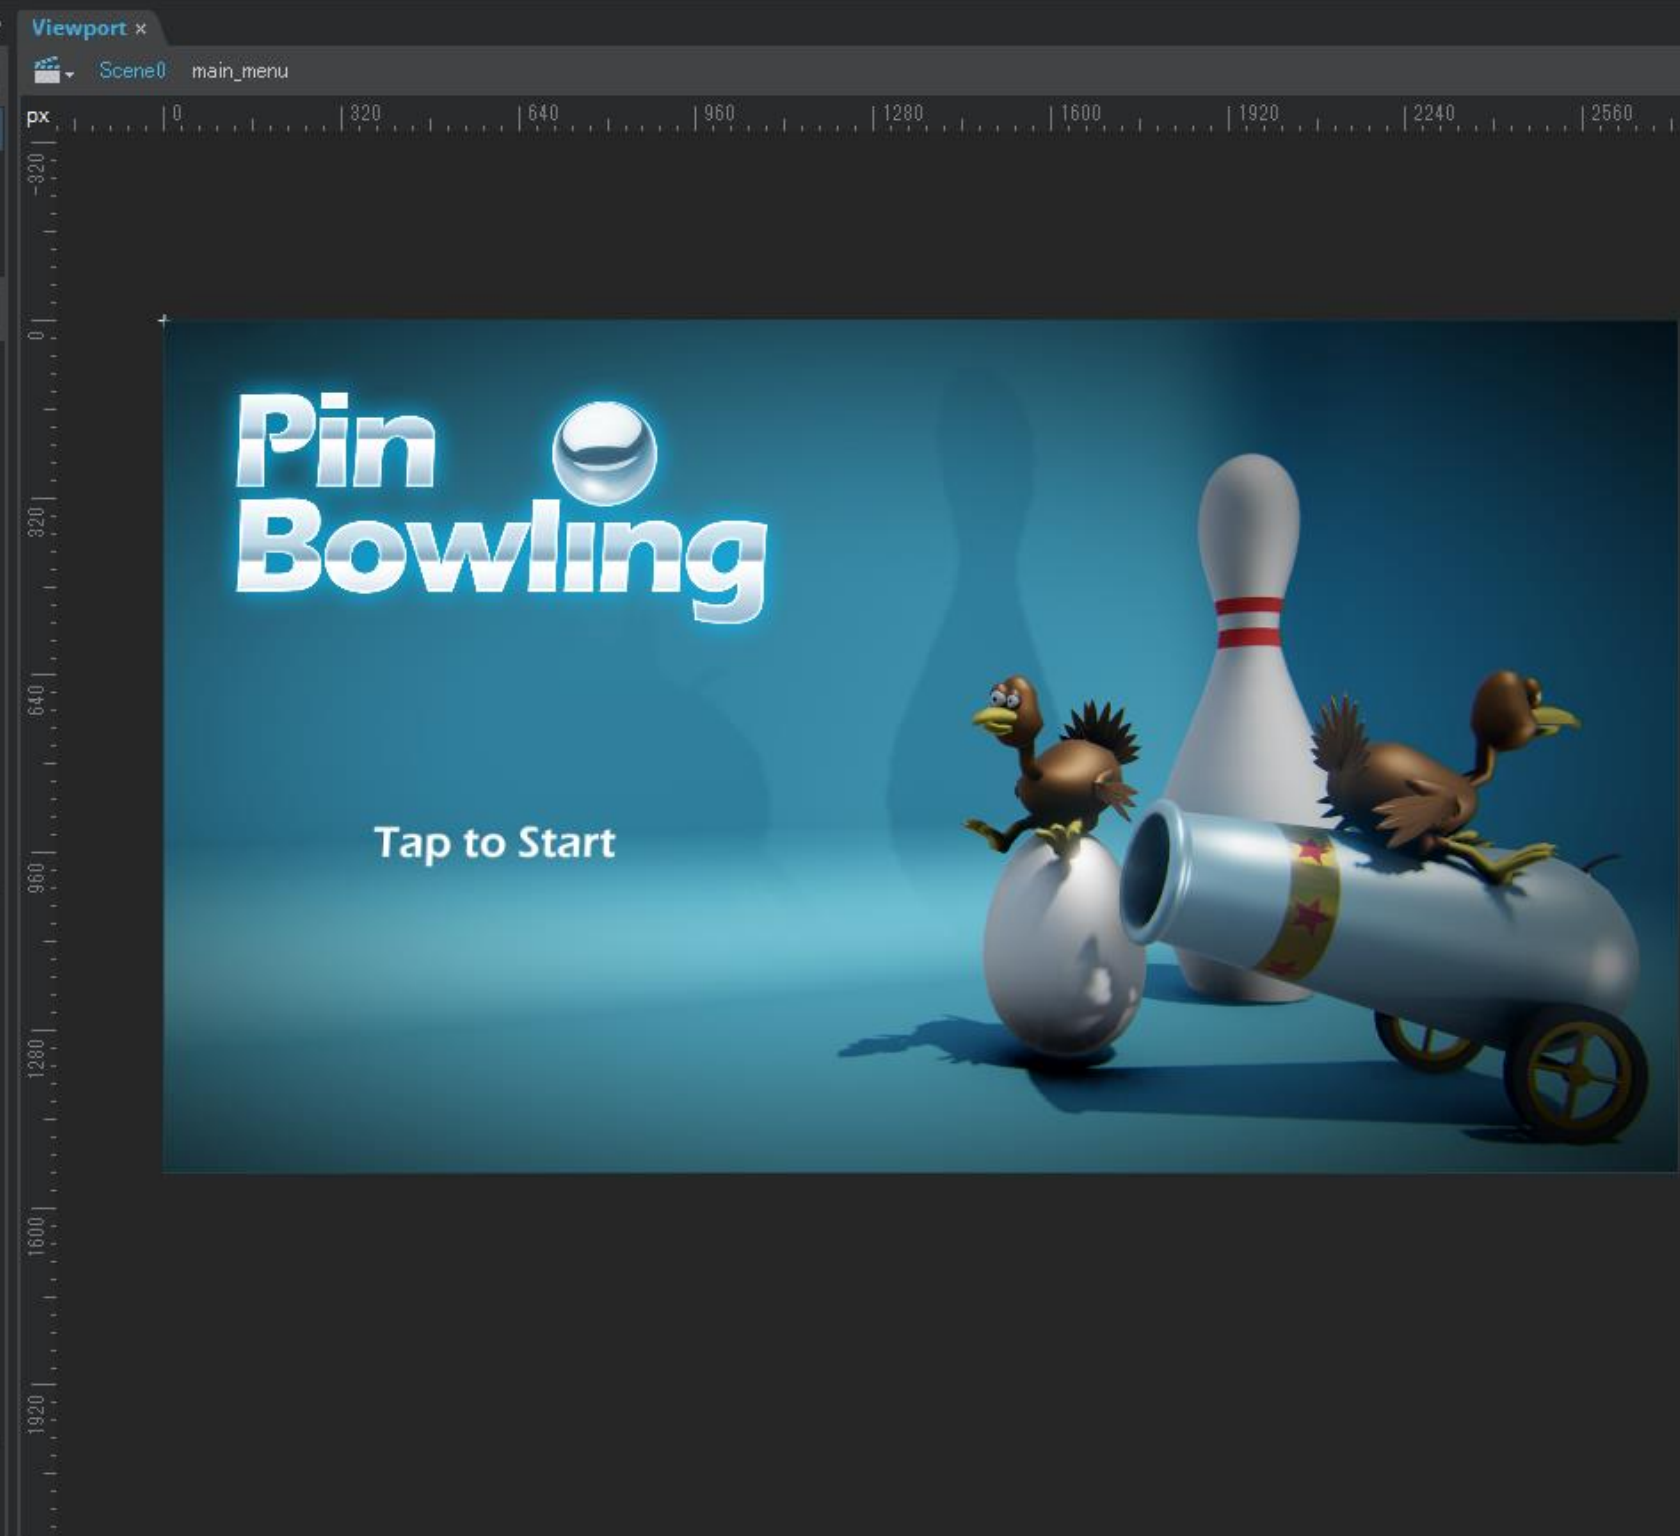 Viewport ×
Scene0 main_menu
px 0 320 640 960 1280 1600 1920 2240 2560
-320
0
Pin
Bowling
320
640
Tap to Start
960
1280
1600
1920